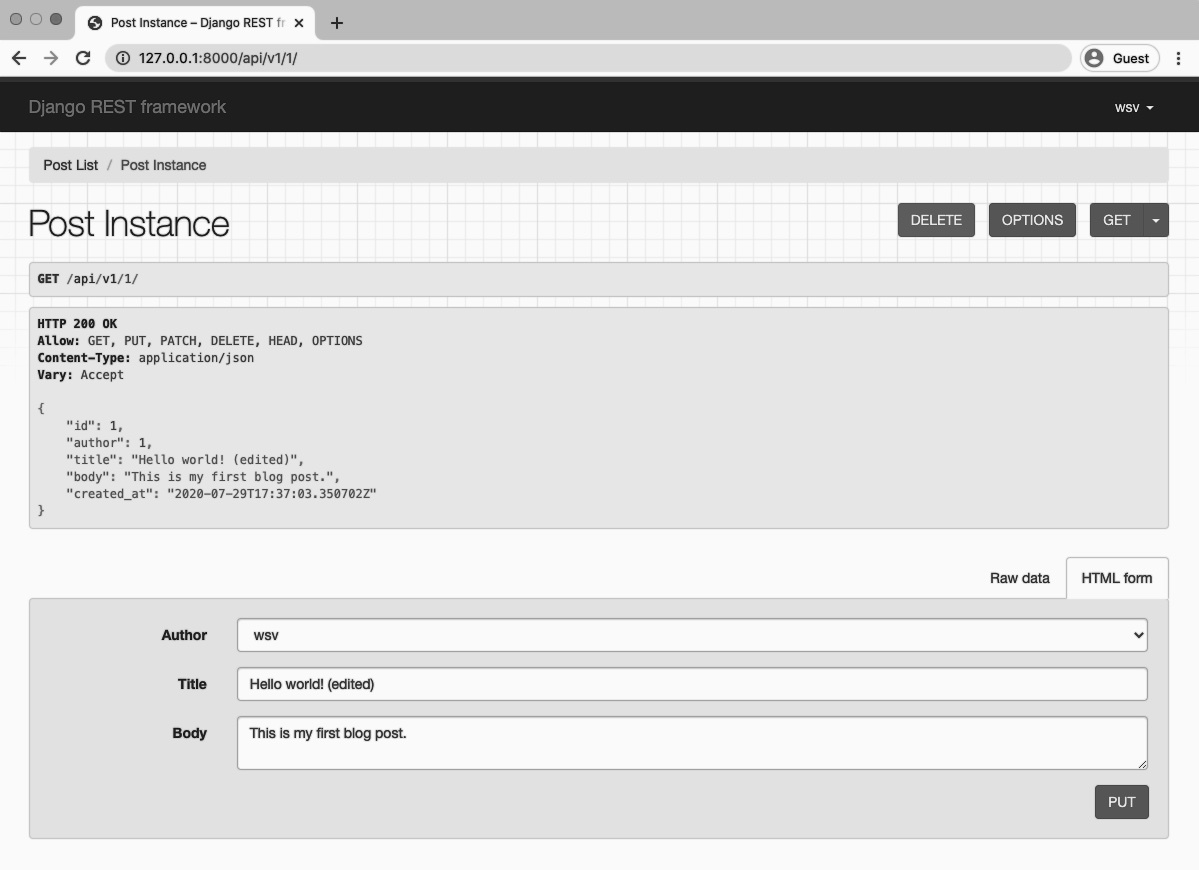 Post Instance – Django REST fr
127.0.0.1:8000/api/v1/1/
Guest
Django REST framework
wsv
Post List / Post Instance
Post Instance
DELETE
OPTIONS
GET
GET /api/v1/1/
HTTP 200 OK
Allow: GET, PUT, PATCH, DELETE, HEAD, OPTIONS
Content-Type: application/json
Vary: Accept
{
"id": 1,
"author": 1,
"title": "Hello world! (edited)",
"body": "This is my first blog post.",
"created_at": "2020-07-29T17:37:03.350702Z"
}
Raw data
HTML form
Author
wsv
Title
Hello world! (edited)
Body
This is my first blog post.
PUT